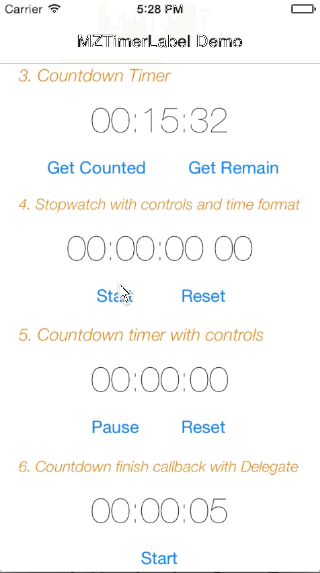 Carrier 5:28 PM
MZTimerLabel Demo
3. Countdown Timer
00:15:32
Get Counted Get Remain
4. Stopwatch with controls and time format
00:00:00 00
Start Reset
5. Countdown timer with controls
00:00:00
Pause Reset
6. Countdown finish callback with Delegate
00:00:05
Start